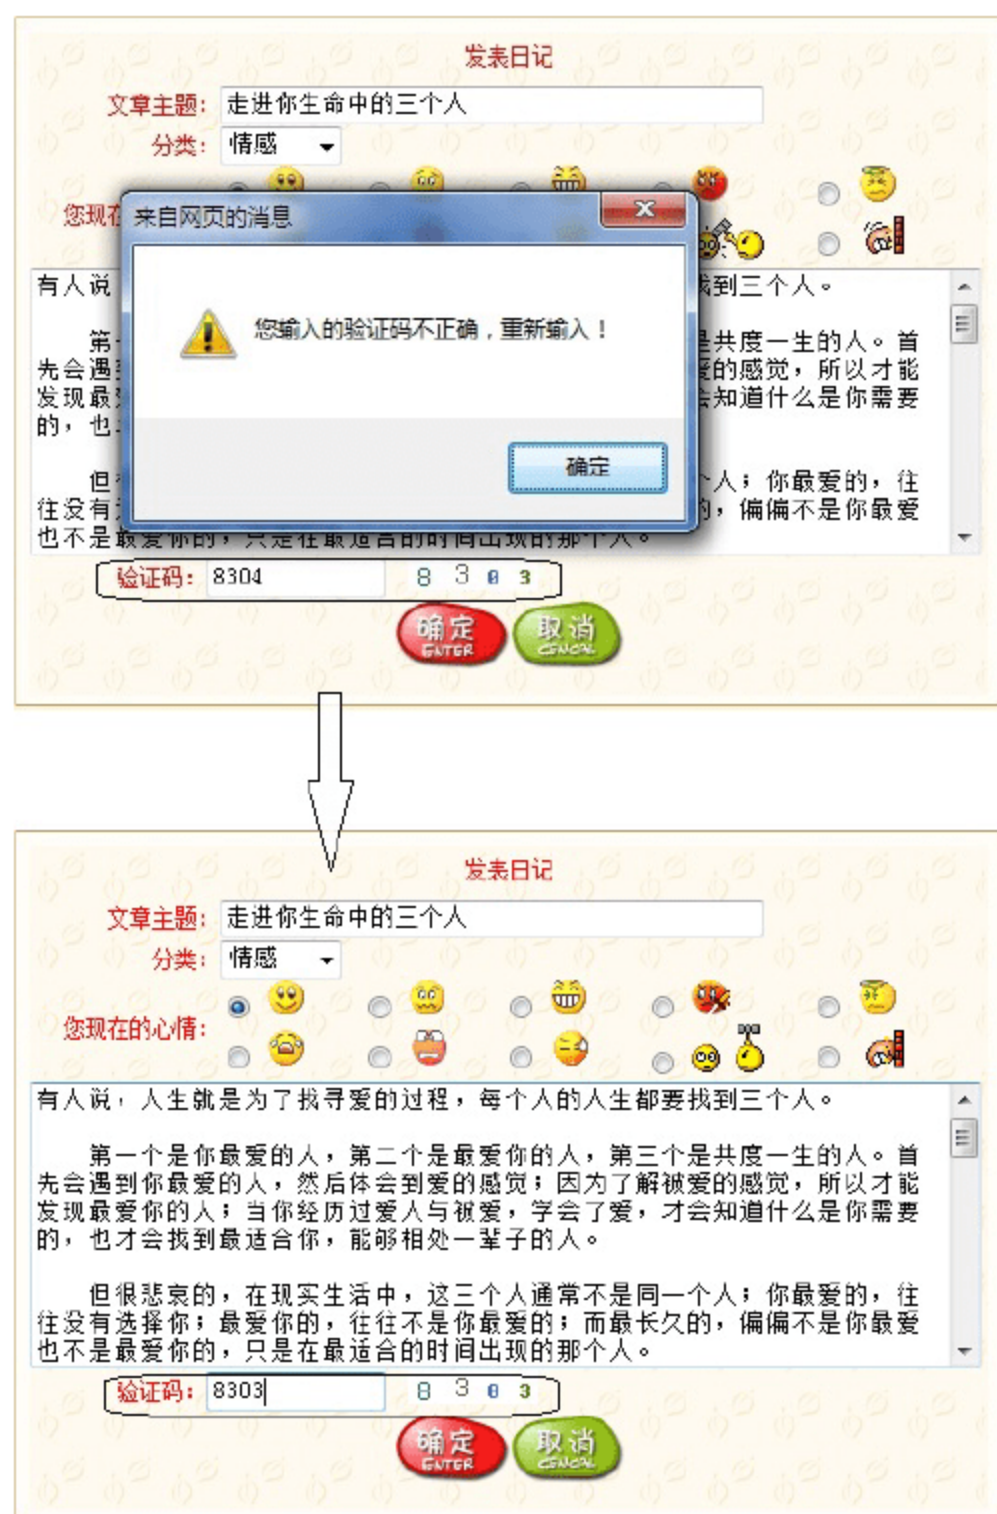 发表日记
文章主题： 走进你生命中的三个人
分类： 情感
您现在
来自网页的消息
x
您输入的验证码不正确，重新输入！
确定
有人说
找到三个人。
第一
是共度一生的人。首
先会遇到
爱的感觉，所以才能
发现最爱
会知道什么是你需要
的，也才
但很
个人；你最爱的，往
往没有选
的，偏偏不是你最爱
也不是最爱你的，只是在最适合的时间出现的那个人。
验证码： 8304 8 3 0 3
确定 取消
ENTER CENCAL
发表日记
文章主题： 走进你生命中的三个人
分类： 情感
您现在的心情：
有人说，人生就是为了找寻爱的过程，每个人的人生都要找到三个人。
第一个是你最爱的人，第二个是最爱你的人，第三个是共度一生的人。首
先会遇到你最爱的人，然后体会到爱的感觉；因为了解被爱的感觉，所以才能
发现最爱你的人；当你经历过爱人与被爱，学会了爱，才会知道什么是你需要
的，也才会找到最适合你，能够相处一辈子的人。
但很悲哀的，在现实生活中，这三个人通常不是同一个人；你最爱的，往
往没有选择你；最爱你的，往往不是你最爱的；而最长久的，偏偏不是你最爱
也不是最爱你的，只是在最适合的时间出现的那个人。
验证码： 8303 8 3 0 3
确定 取消
ENTER CENCAL